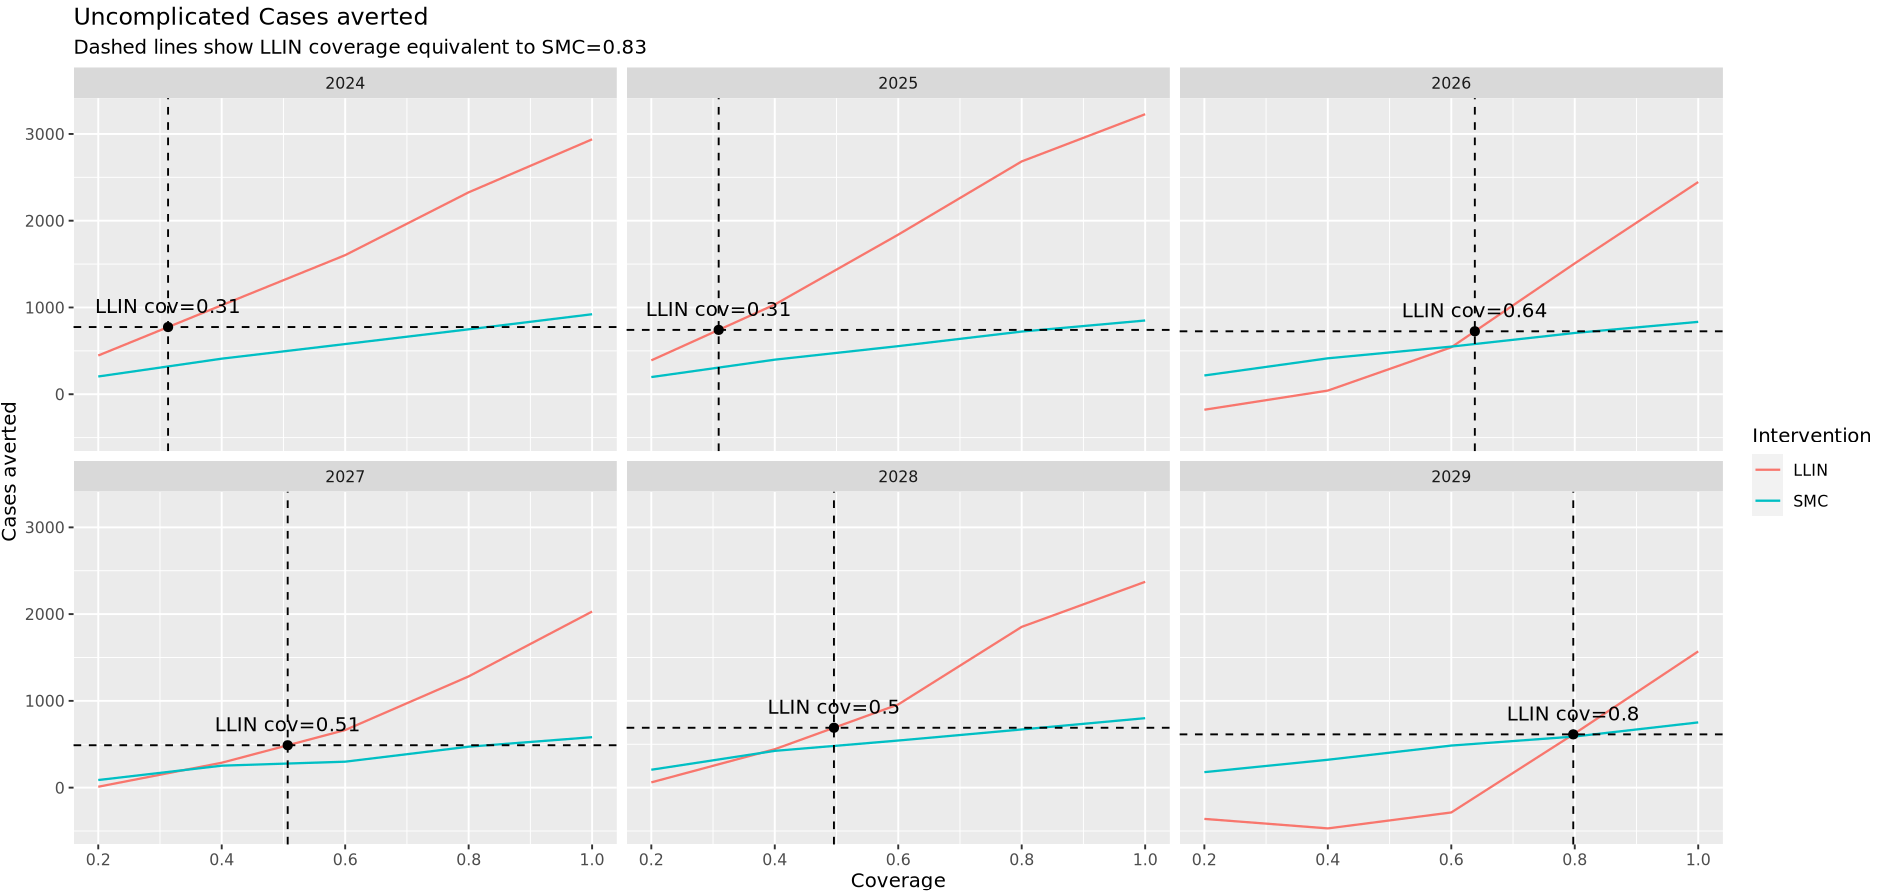 Uncomplicated Cases averted
Dashed lines show LLIN coverage equivalent to SMC=0.83
2024
2025
2026
3000
2000
1000
0
LLIN cov=0.31
LLIN cov=0.31
LLIN cov=0.64
Cases averted
2027
2028
2029
3000
2000
1000
0
LLIN cov=0.51
LLIN cov=0.5
LLIN cov=0.8
0.2 0.4 0.6 0.8 1.0
0.2 0.4 0.6 0.8 1.0
0.2 0.4 0.6 0.8 1.0
Coverage
Intervention
LLIN
SMC